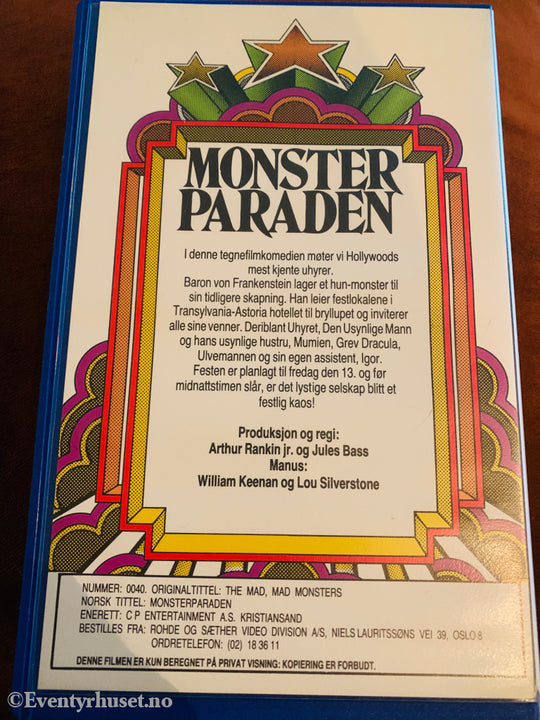 MONSTER
PARADEN
I denne tegnefilmkomedien møter vi Hollywoods
mest kjente uhyrer.
Baron von Frankenstein lager et hun-monster til
sin tidligere skapning. Han leier festlokalene i
Transylvania-Astoria hotellet til bryllupet og inviterer
alle sine venner. Deriblant Uhyret, Den Usynlige Mann
og hans usynlige hustru, Mumien, Grev Dracula,
Ulvemannen og sin egen assistent, Igor.
Festen er planlagt til fredag den 13. og før
midnattstimen slår, er det lystige selskap blitt et
festlig kaos!
Produksjon og regi:
Arthur Rankin jr. og Jules Bass
Manus:
William Keenan og Lou Silverstone
NUMMER: 0040. ORIGINALTITTEL: THE MAD, MAD MONSTERS
NORSK TITTEL: MONSTERPARADEN
ENERETT: C P ENTERTAINMENT A.S. KRISTIANSAND
BESTILLES FRA: ROHDE OG SÆTHER VIDEO DIVISION A/S, NIELS LAURITSSØNS VEI 39, OSLO 8
ORDRETELEFON: (02) 18 36 11
DENNE FILMEN ER KUN BEREGNET PÅ PRIVAT VISNING: KOPIERING ER FORBUDT.
©Eventyrhuset.no